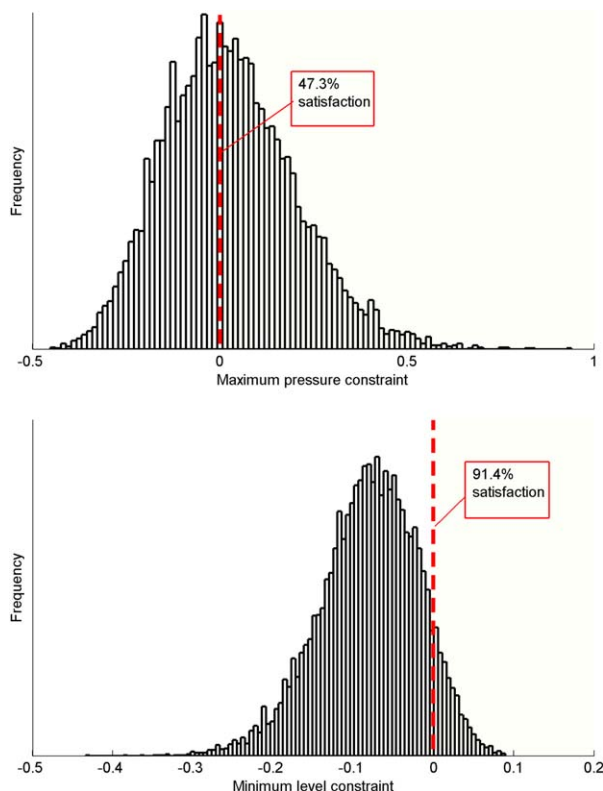 47.3%
satisfaction
Frequency
-0.5
0
0.5
1
Maximum pressure constraint
91.4%
satisfaction
Frequency
-0.5
-0.4
-0.3
-0.2
-0.1
0
0.1
0.2
Minimum level constraint